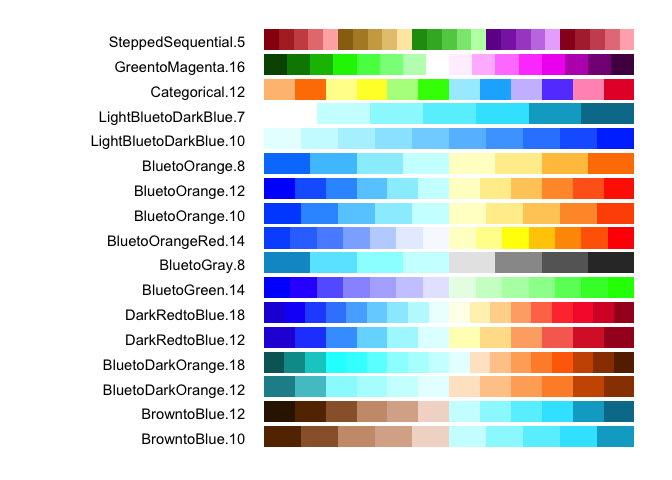 SteppedSequential.5
GreentoMagenta.16
Categorical.12
LightBluetoDarkBlue.7
LightBluetoDarkBlue.10
BluetoOrange.8
BluetoOrange.12
BluetoOrange.10
BluetoOrangeRed.14
BluetoGray.8
BluetoGreen.14
DarkRedtoBlue.18
DarkRedtoBlue.12
BluetoDarkOrange.18
BluetoDarkOrange.12
BrowntoBlue.12
BrowntoBlue.10